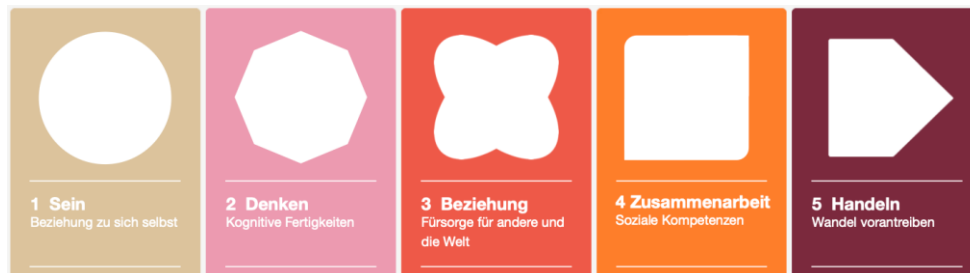 1 Sein
Beziehung zu sich selbst
2 Denken
Kognitive Fertigkeiten
3 Beziehung
Fürsorge für andere und
die Welt
4 Zusammenarbeit
Soziale Kompetenzen
5 Handeln
Wandel vorantreiben